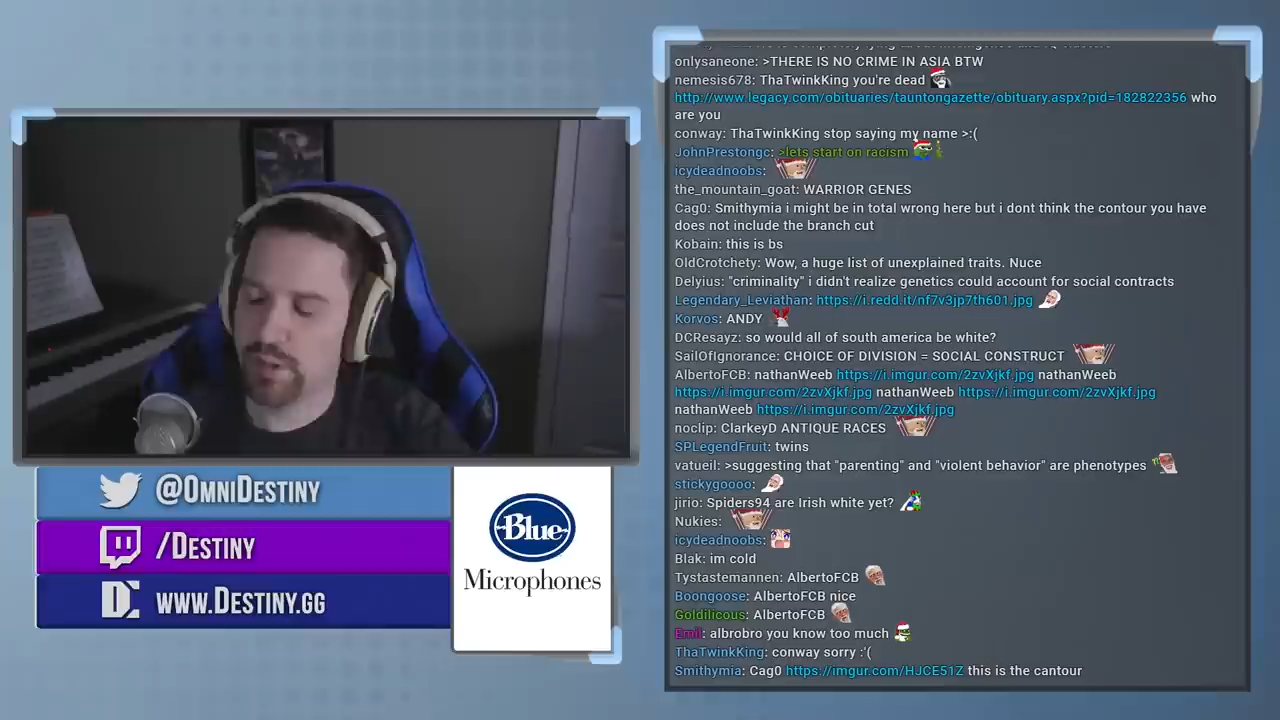 onlysaneone: >THERE IS NO CRIME IN ASIA BTW
nemesis678: ThaTwinkKing you're dead
http://www.legacy.com/obituaries/tauntongazette/obituary.aspx?pid=182822356 who
are you
conway: ThaTwinkKing stop saying my name >:(
JohnPrestongc: >lets start on racism
icydeadnoobs:
the_mountain_goat: WARRIOR GENES
Cag0: Smithymia i might be in total wrong here but i dont think the contour you have
does not include the branch cut
Kobain: this is bs
OldCrotchety: Wow, a huge list of unexplained traits. Nuce
Delyius: "criminality" i didn't realize genetics could account for social contracts
Legendary_Leviathan: https://i.redd.it/nf7v3jp7th601.jpg
Korvos: ANDY
DCResayz: so would all of south america be white?
SailOfIgnorance: CHOICE OF DIVISION = SOCIAL CONSTRUCT
AlbertoFCB: nathanWeeb https://i.imgur.com/2zvXjkf.jpg nathanWeeb
https://i.imgur.com/2zvXjkf.jpg nathanWeeb https://i.imgur.com/2zvXjkf.jpg
nathanWeeb https://i.imgur.com/2zvXjkf.jpg
noclip: ClarkeyD ANTIQUE RACES
SPLegendFruit: twins
vatueil: >suggesting that "parenting" and "violent behavior" are phenotypes
stickygoooo:
jirio: Spiders94 are Irish white yet?
Nukies:
icydeadnoobs:
Blak: im cold
Tystastemannen: AlbertoFCB
Boongoose: AlbertoFCB nice
Goldilicous: AlbertoFCB
Emil: albrobro you know too much
ThaTwinkKing: conway sorry :'(
Smithymia: Cag0 https://imgur.com/HJCE51Z this is the cantour
@OmniDestiny
/Destiny
www.Destiny.gg
Blue
Microphones